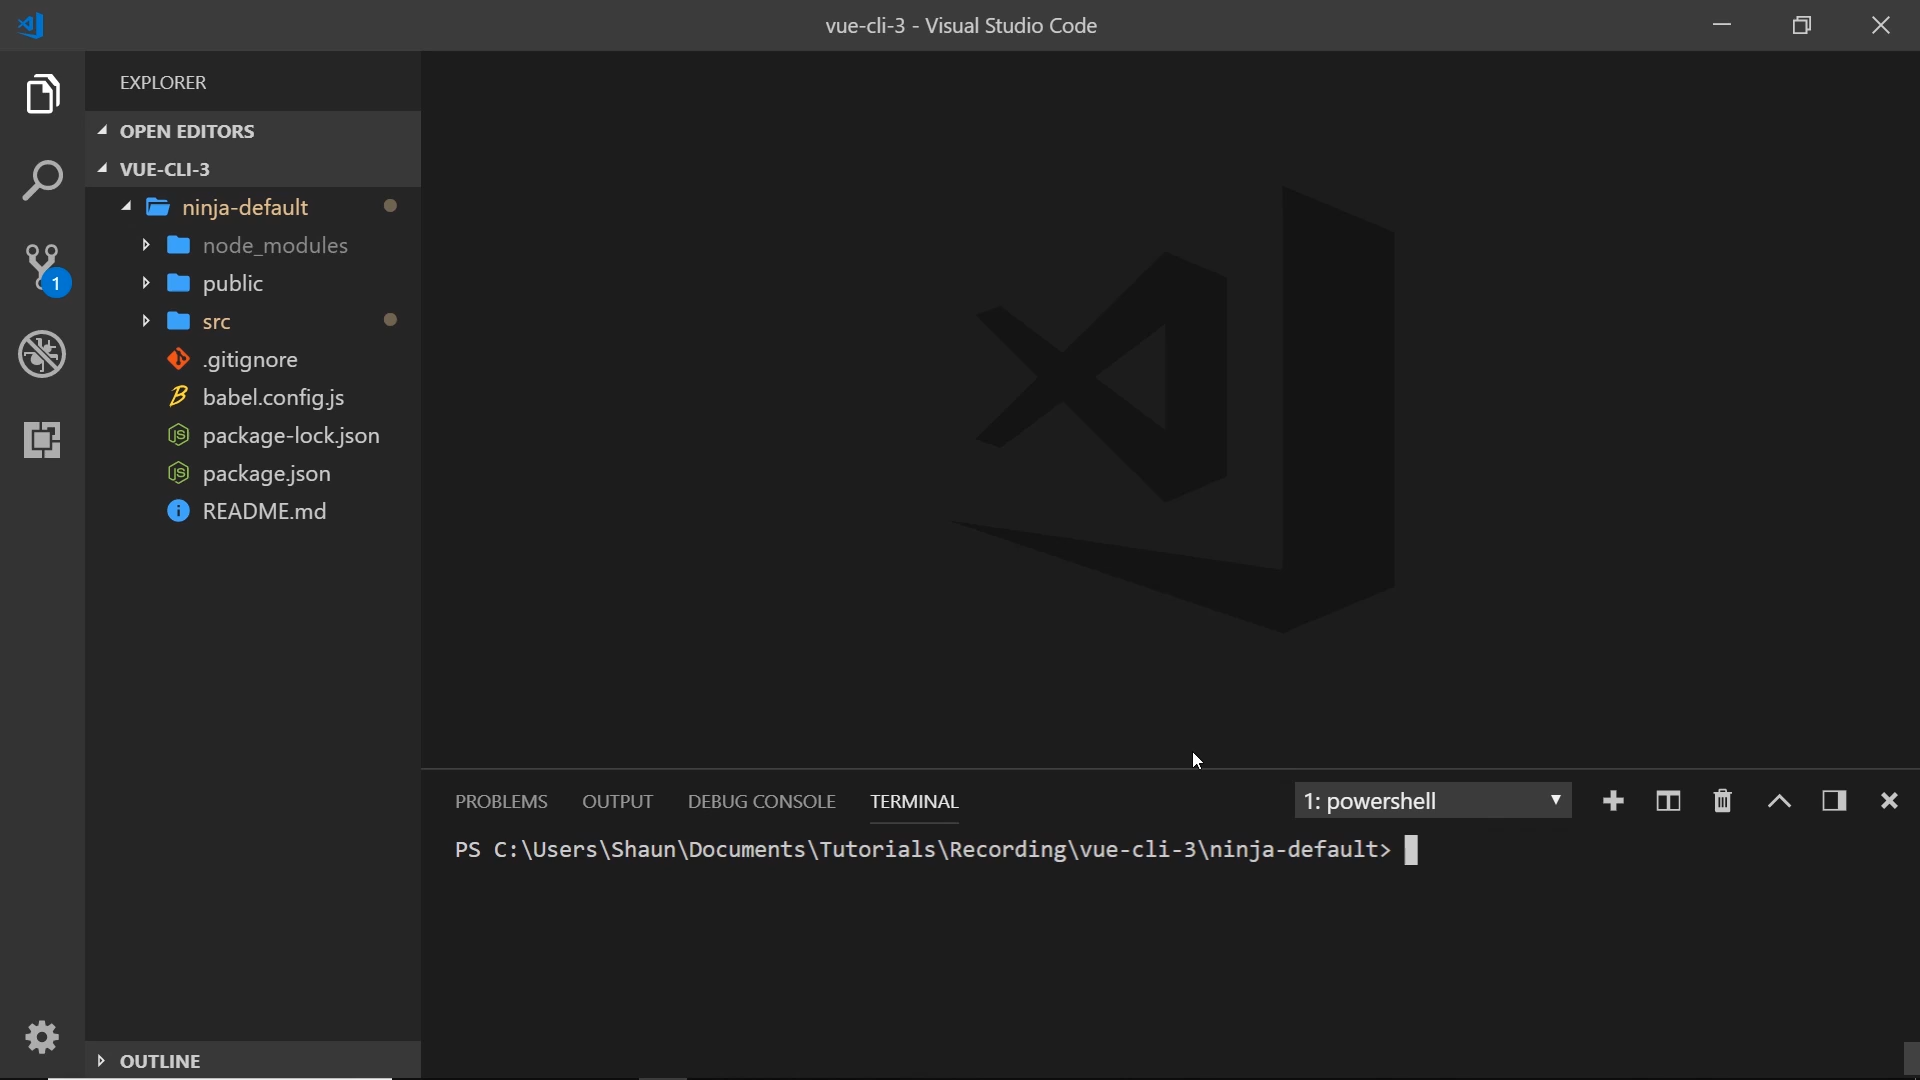 vue-cli-3 - Visual Studio Code
EXPLORER
OPEN EDITORS
VUE-CLI-3
ninja-default
node_modules
1
public
src
.gitignore
babel.config.js
package-lock.json
package.json
README.md
PROBLEMS OUTPUT DEBUG CONSOLE TERMINAL 1: powershell
PS C:\Users\Shaun\Documents\Tutorials\Recording\vue-cli-3\ninja-default>
OUTLINE